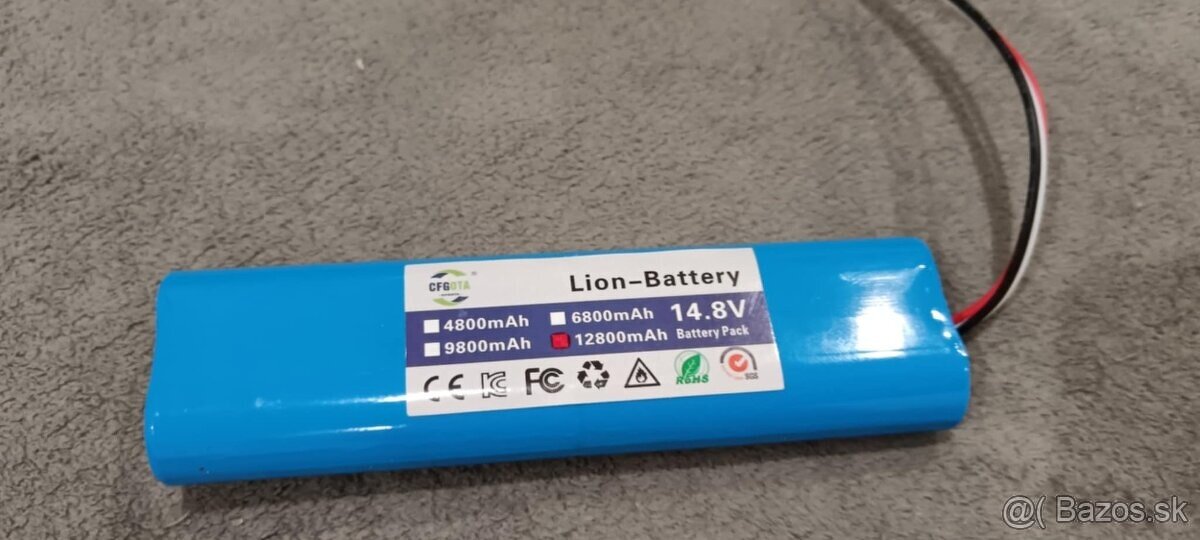 CFGOTA
Lion-Battery
4800mAh
6800mAh
14.8V
9800mAh
12800mAh
Battery Pack
CE
FC
RoHS
SGS
@( Bazos.sk